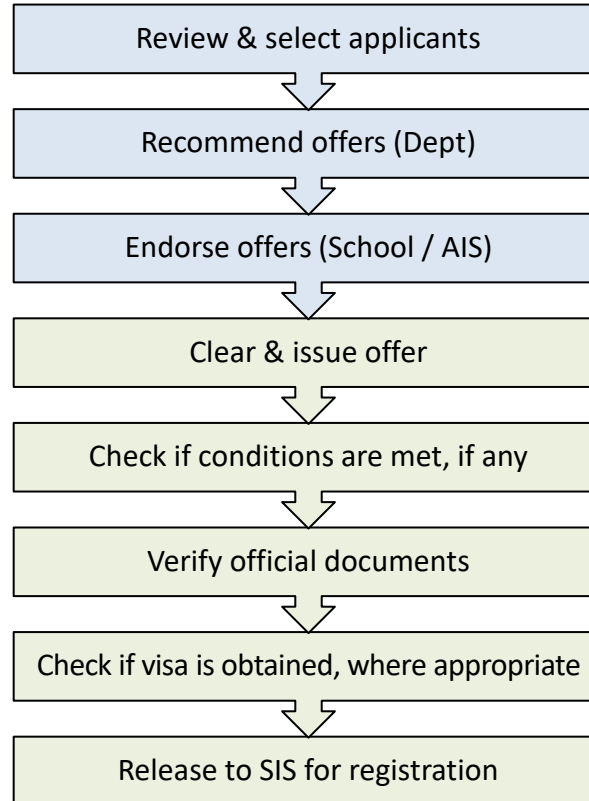 Review & select applicants
Recommend offers (Dept)
Endorse offers (School / AIS)
Clear & issue offer
Check if conditions are met, if any
Verify official documents
Check if visa is obtained, where appropriate
Release to SIS for registration